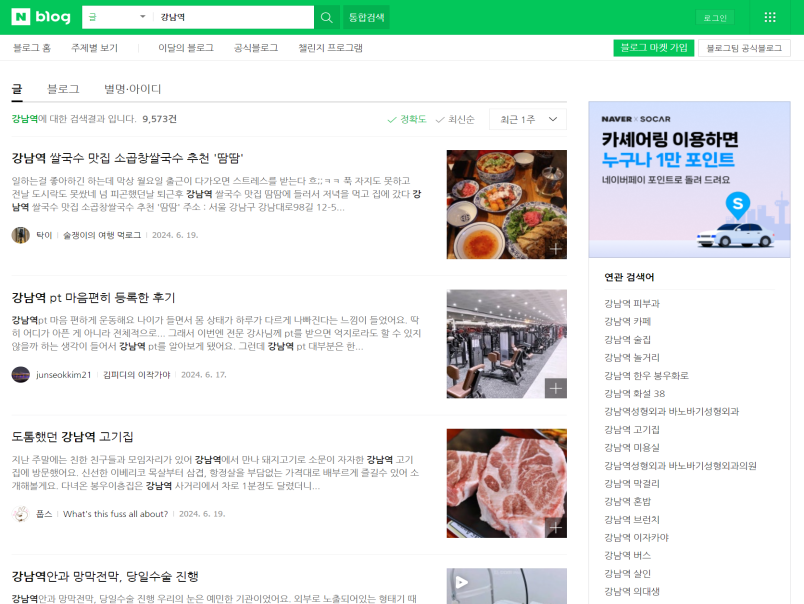 N blog 글 강남역 통합검색 로그인
블로그 홈 주제별 보기 이달의 블로그 공식블로그 챌린지 프로그램 블로그 마켓 가입 블로그팀 공식블로그
글 블로그 별명·아이디
강남역에 대한 검색결과 입니다. 9,573건 정확도 최신순 최근 1주
강남역 쌀국수 맛집 소곱창쌀국수 추천 '땀땀'
일하는걸 좋아하긴 하는데 막상 월요일 출근이 다가오면 스트레스를 받는다 흐;;ㅋㅋ 푹 자지도 못하고
전날 도시락도 못쌌네 넘 피곤했던날 퇴근후 강남역 쌀국수 맛집 땀땀에 들러서 저녁을 먹고 집에 갔다 강
남역 쌀국수 맛집 소곱창쌀국수 추천 '땀땀' 주소 : 서울 강남구 강남대로98길 12-5...
탁이 술쟁이의 여행 먹로그 2024. 6. 19.
강남역 pt 마음편히 등록한 후기
강남역pt 마음 편하게 운동해요 나이가 들면서 몸 상태가 하루가 다르게 나빠진다는 느낌이 들었어요. 딱
히 어디가 아픈 게 아니라 전체적으로... 그래서 이번엔 전문 강사님께 pt를 받으면 억지로라도 할 수 있지
않을까 하는 생각이 들어서 강남역 pt를 알아보게 됐어요. 그런데 강남역 pt 대부분은 한...
junseokkim21 김피디의 이작가야 2024. 6. 17.
도톰했던 강남역 고기집
지난 주말에는 친한 친구들과 모임자리가 있어 강남역에서 만나 돼지고기로 소문이 자자한 강남역 고기
집에 방문했어요. 신선한 이베리코 목살부터 삼겹, 항정살을 부담없는 가격대로 배부르게 즐길수 있어 소
개해볼게요. 다녀온 봉우이층집은 강남역 사거리에서 차로 1분정도 달렸더니...
폽스 What's this fuss all about? 2024. 6. 19.
강남역안과 망막전막, 당일수술 진행
강남역안과 망막전막, 당일수술 진행 우리의 눈은 예민한 기관이었어요. 외부로 노출되어있는 형태기 때
NAVER x SOCAR
카셰어링 이용하면
누구나 1만 포인트
네이버페이 포인트로 돌려 드려요
S
연관 검색어
강남역 피부과
강남역 카페
강남역 술집
강남역 놀거리
강남역 한우 봉우화로
강남역 화설 38
강남역성형외과 바노바기성형외과
강남역 고기집
강남역 미용실
강남역성형외과 바노바기성형외과의원
강남역 막걸리
강남역 혼밥
강남역 브런치
강남역 이자카야
강남역 버스
강남역 살인
강남역 의대생